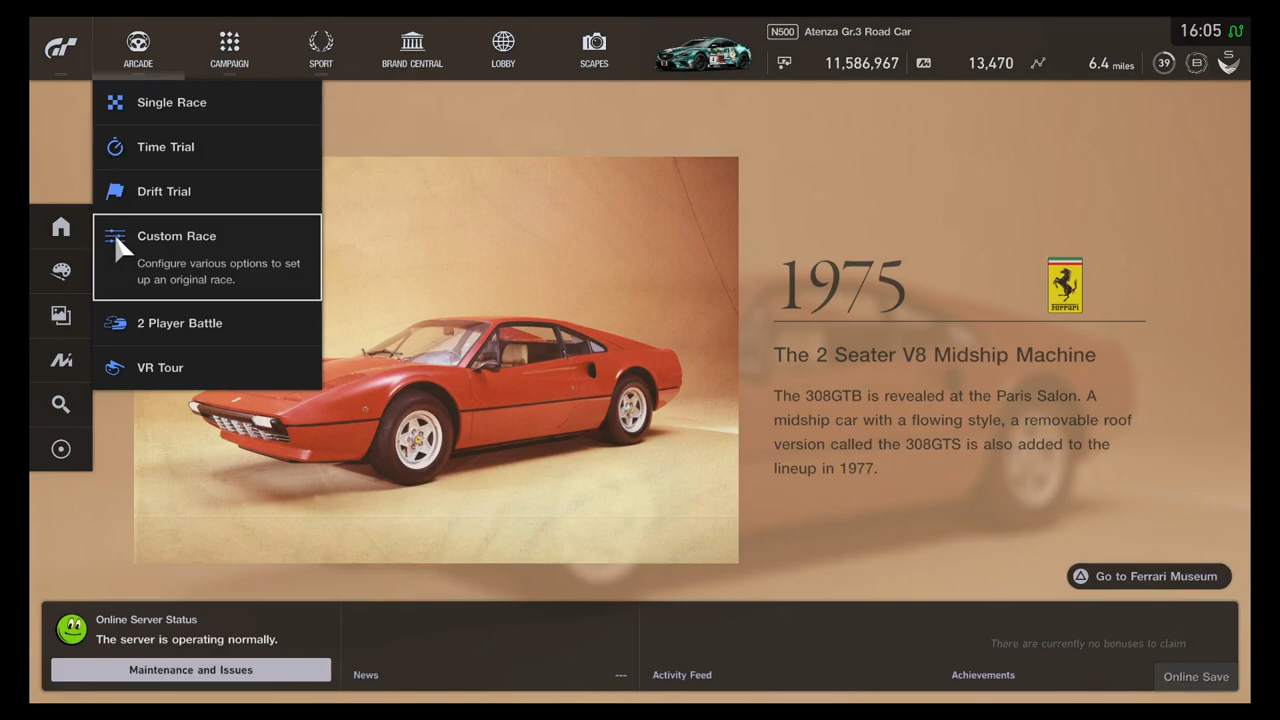 ARCADE
CAMPAIGN
SPORT
BRAND CENTRAL
LOBBY
SCAPES
N500 Atenza Gr.3 Road Car
11,586,967
13,470
6.4 miles
39
B
S
16:05
Single Race
Time Trial
Drift Trial
Custom Race
Configure various options to set
up an original race.
2 Player Battle
VR Tour
1975
Ferrari
The 2 Seater V8 Midship Machine
The 308GTB is revealed at the Paris Salon. A
midship car with a flowing style, a removable roof
version called the 308GTS is also added to the
lineup in 1977.
Go to Ferrari Museum
Online Server Status
The server is operating normally.
Maintenance and Issues
News
---
Activity Feed
There are currently no bonuses to claim
Achievements
Online Save